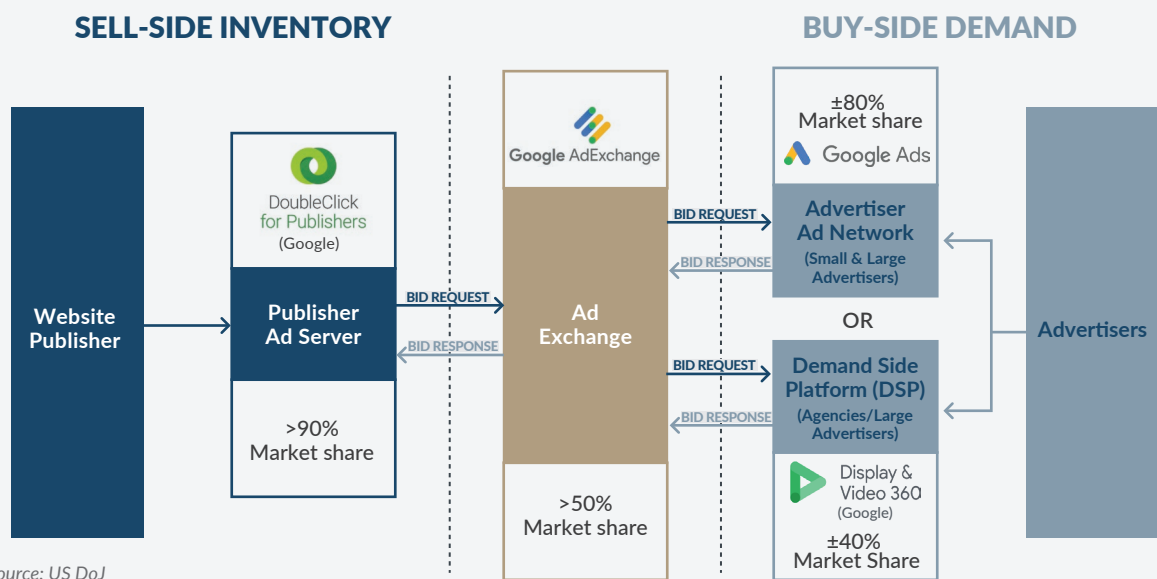 SELL-SIDE INVENTORY
BUY-SIDE DEMAND
Website
Publisher
DoubleClick
for Publishers
(Google)
Publisher
Ad Server
>90%
Market share
BID REQUEST
BID RESPONSE
Google AdExchange
Ad
Exchange
>50%
Market share
BID REQUEST
BID RESPONSE
BID REQUEST
BID RESPONSE
±80%
Market share
Google Ads
Advertiser
Ad Network
(Small & Large
Advertisers)
OR
Demand Side
Platform (DSP)
(Agencies/Large
Advertisers)
Display &
Video 360
(Google)
±40%
Market Share
Advertisers
ource: US DoJ